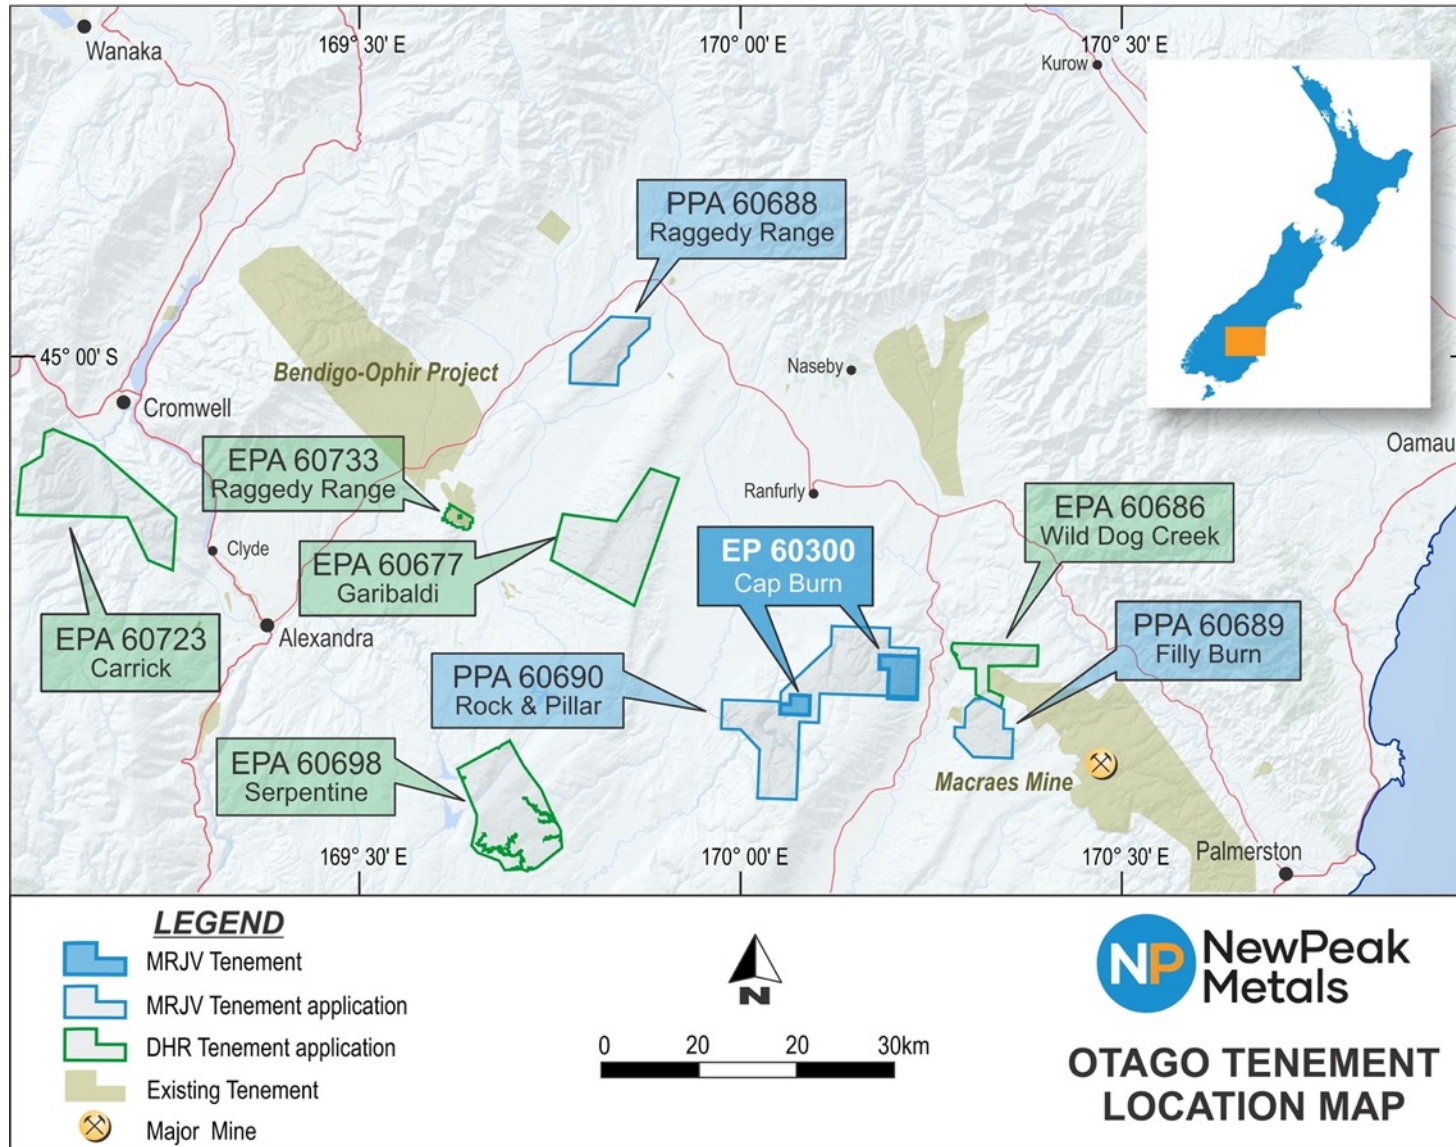 169° 30' E
170° 00' E
170° 30' E
Wanaka
Kurow
PPA 60688
Raggedy Range
45° 00' S
Bendigo-Ophir Project
Naseby
Cromwell
Oamau
EPA 60733
Raggedy Range
Ranfurly
EPA 60686
Wild Dog Creek
Clyde
EPA 60677
Garibaldi
EP 60300
Cap Burn
EPA 60723
Carrick
Alexandra
PPA 60689
Filly Burn
PPA 60690
Rock & Pillar
EPA 60698
Serpentine
Macraes Mine
169° 30' E
170° 00' E
170° 30' E
Palmerston
LEGEND
MRJV Tenement
MRJV Tenement application
DHR Tenement application
Existing Tenement
Major Mine
N
0 20 20 30km
NP NewPeak
Metals
OTAGO TENEMENT
LOCATION MAP